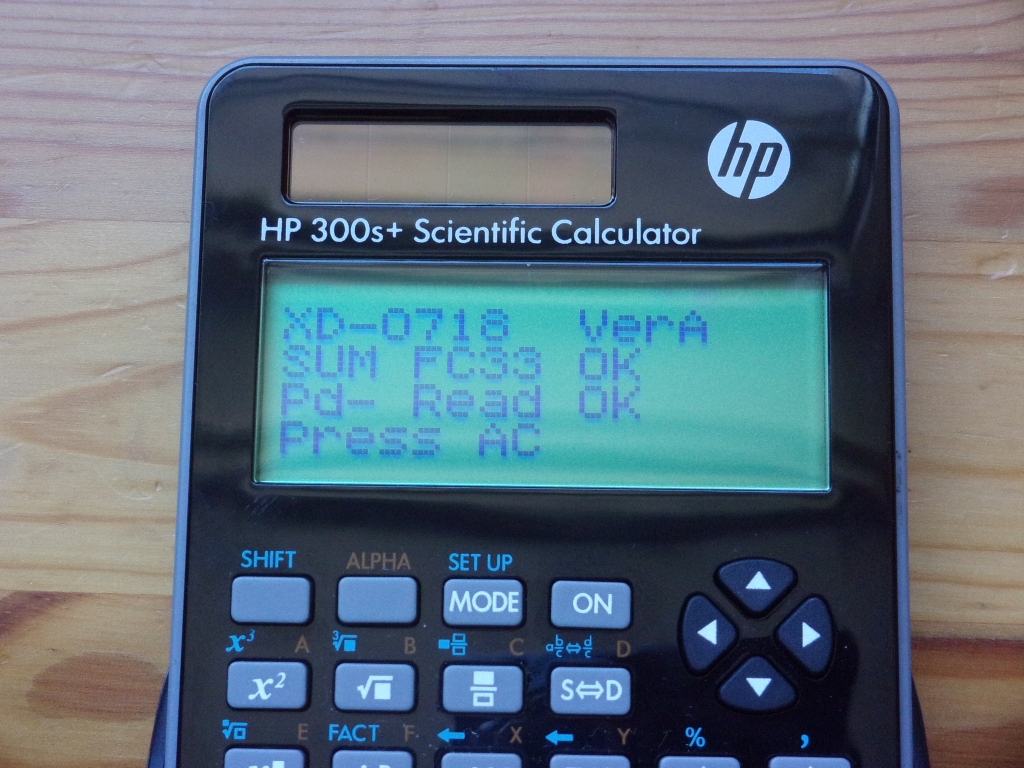 hp
HP 300s+ Scientific Calculator
XD-0718 VerA
SUM FC33 OK
Pd- Read OK
Press AC
SHIFT ALPHA SET UP
MODE ON
x³ A ³√■ B C a b/c⇔d/c D
x² √■ S⇔D
E FACT F ← X ← Y % ,